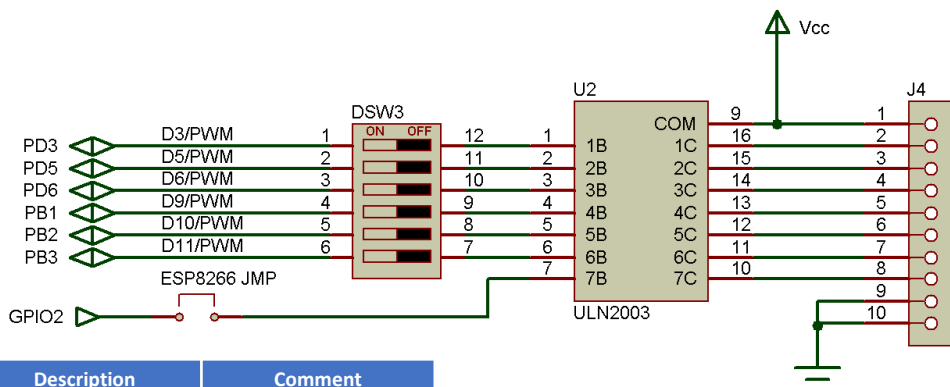 Vcc
U2
J4
DSW3
ON OFF
COM 9 1
PD3 D3/PWM 1 12 1 1B 1C 16 2
PD5 D5/PWM 2 11 2 2B 2C 15 3
PD6 D6/PWM 3 10 3 3B 3C 14 4
PB1 D9/PWM 4 9 4 4B 4C 13 5
PB2 D10/PWM 5 8 5 5B 5C 12 6
PB3 D11/PWM 6 7 6 6B 6C 11 7
7 7B 7C 10 8
ESP8266 JMP
9
GPIO2
10
ULN2003
Description Comment